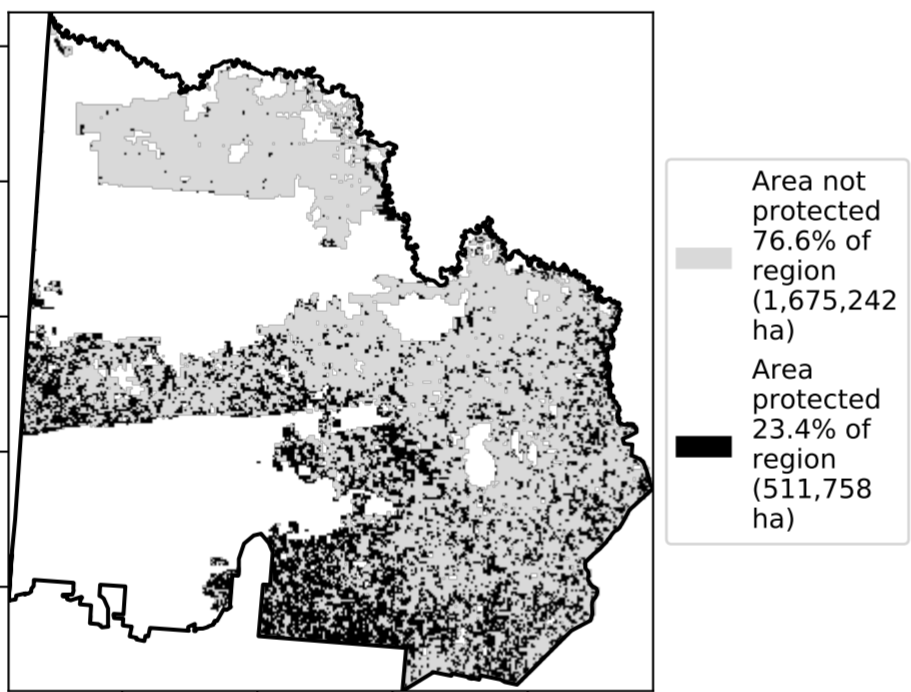 Area not
protected
76.6% of
region
(1,675,242
ha)
Area
protected
23.4% of
region
(511,758
ha)